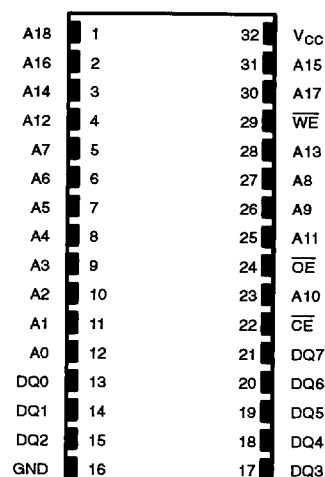 A18 1 32 VCC
A16 2 31 A15
A14 3 30 A17
A12 4 29 W̅E̅
A7 5 28 A13
A6 6 27 A8
A5 7 26 A9
A4 8 25 A11
A3 9 24 O̅E̅
A2 10 23 A10
A1 11 22 C̅E̅
A0 12 21 DQ7
DQ0 13 20 DQ6
DQ1 14 19 DQ5
DQ2 15 18 DQ4
GND 16 17 DQ3